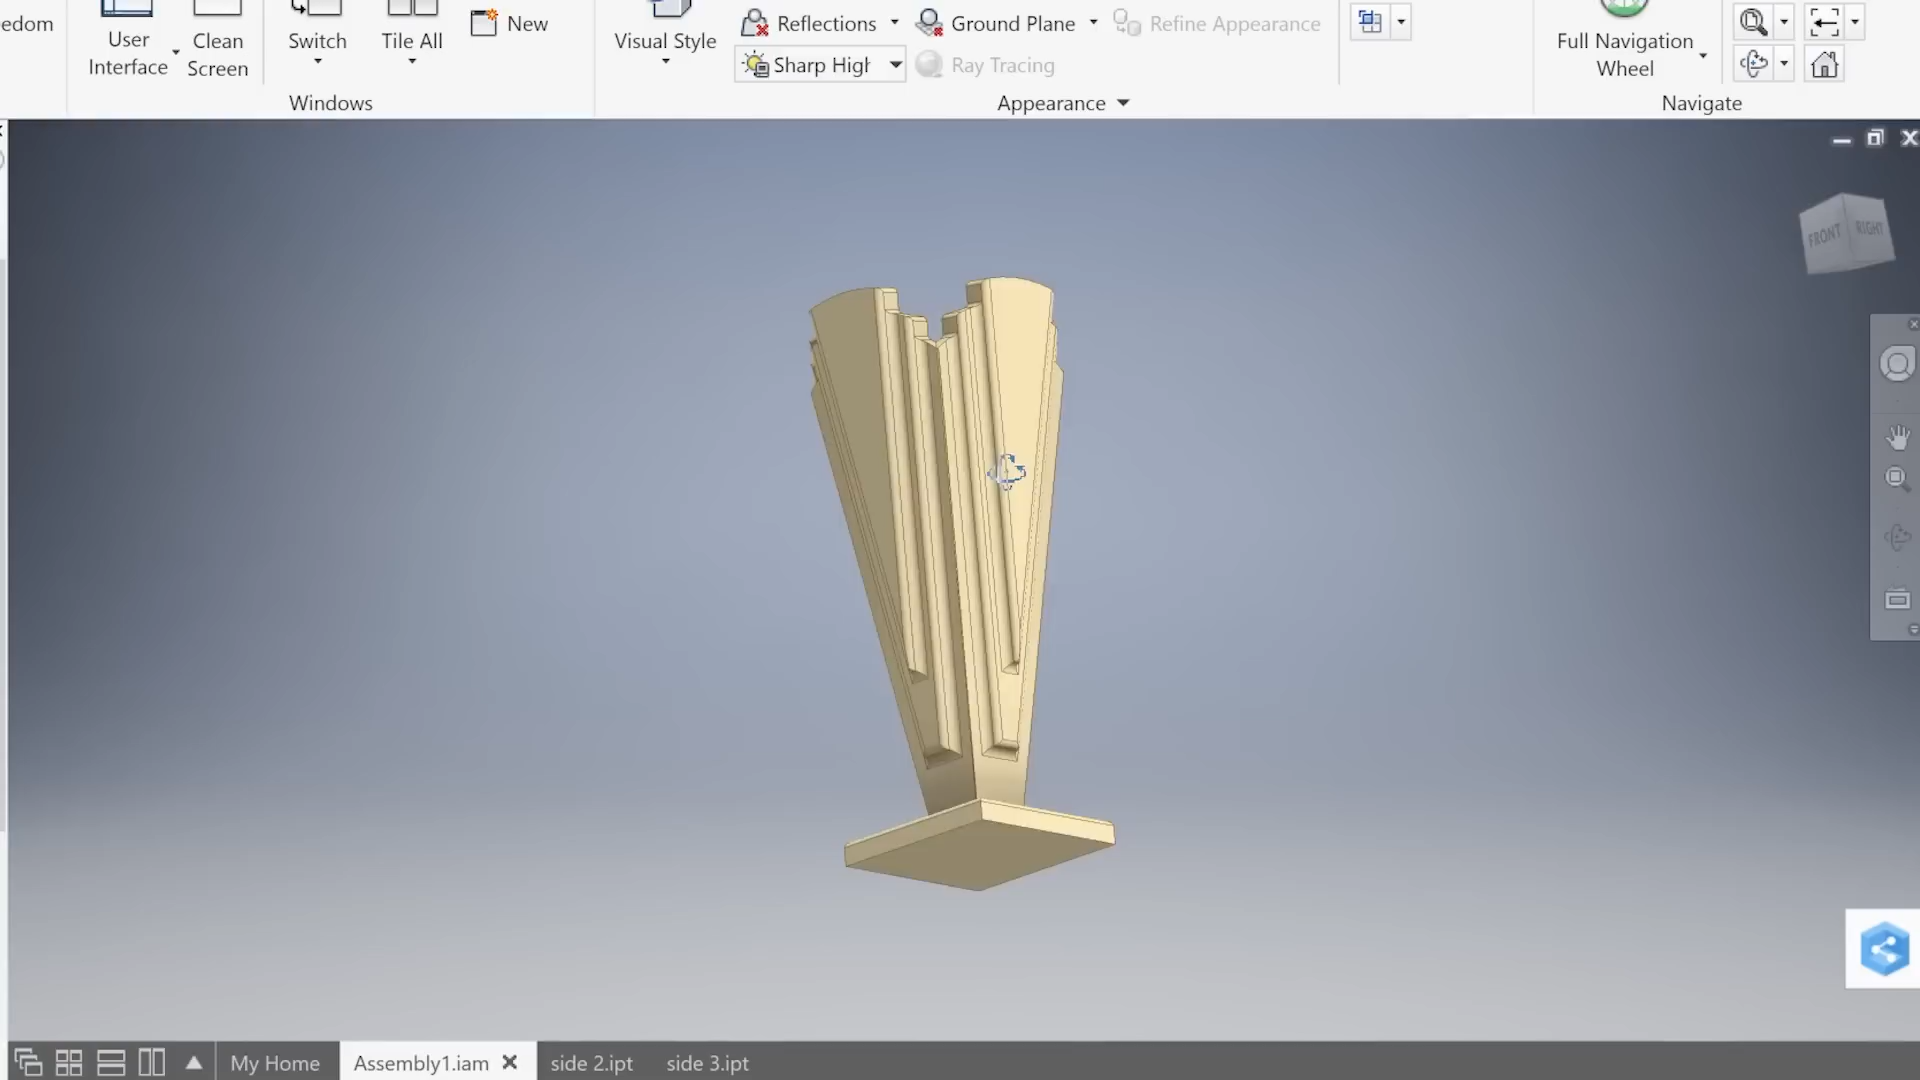 edom
User
Interface
Clean
Screen
Switch
Tile All
New
Windows
Visual Style
Reflections
Ground Plane
Refine Appearance
Sharp High
Ray Tracing
Appearance
Full Navigation
Wheel
Navigate
FRONT
RIGHT
My Home
Assembly1.iam
side 2.ipt
side 3.ipt